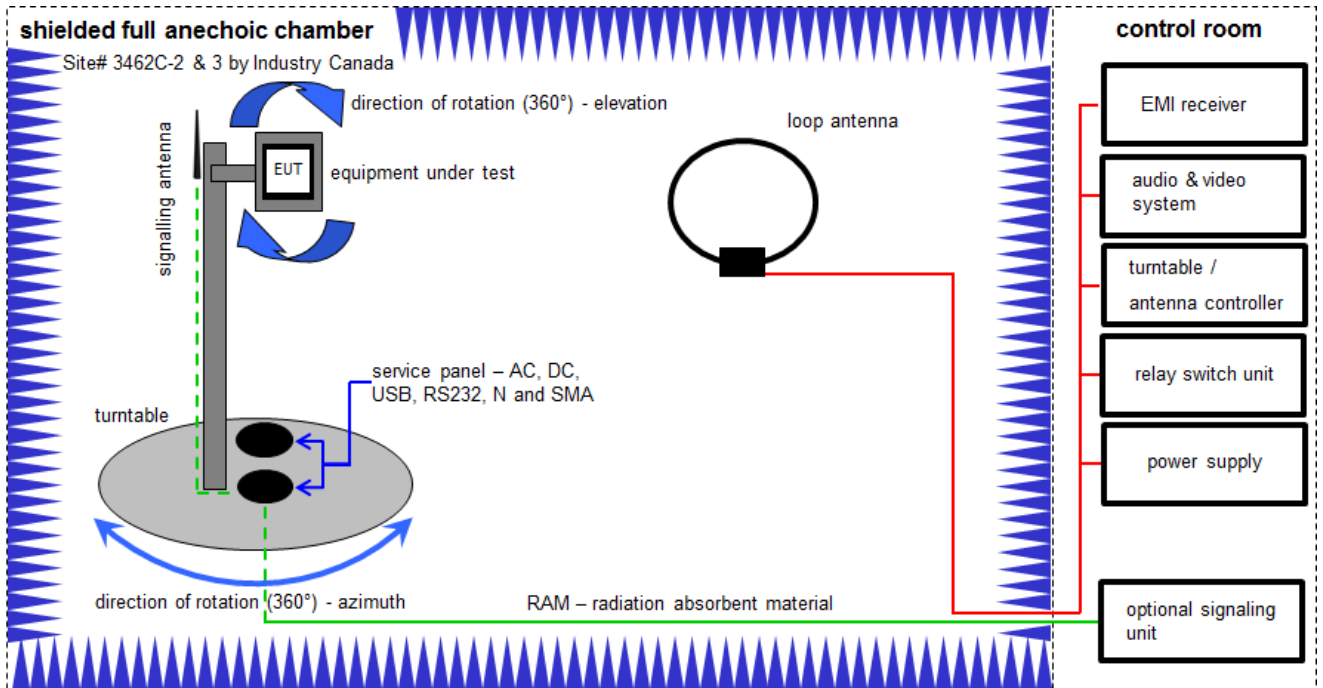 shielded full anechoic chamber
Site# 3462C-2 & 3 by Industry Canada
direction of rotation (360°) - elevation
signalling antenna
EUT
equipment under test
loop antenna
service panel – AC, DC,
USB, RS232, N and SMA
turntable
direction of rotation (360°) - azimuth
RAM – radiation absorbent material
control room
EMI receiver
audio & video
system
turntable /
antenna controller
relay switch unit
power supply
optional signaling
unit